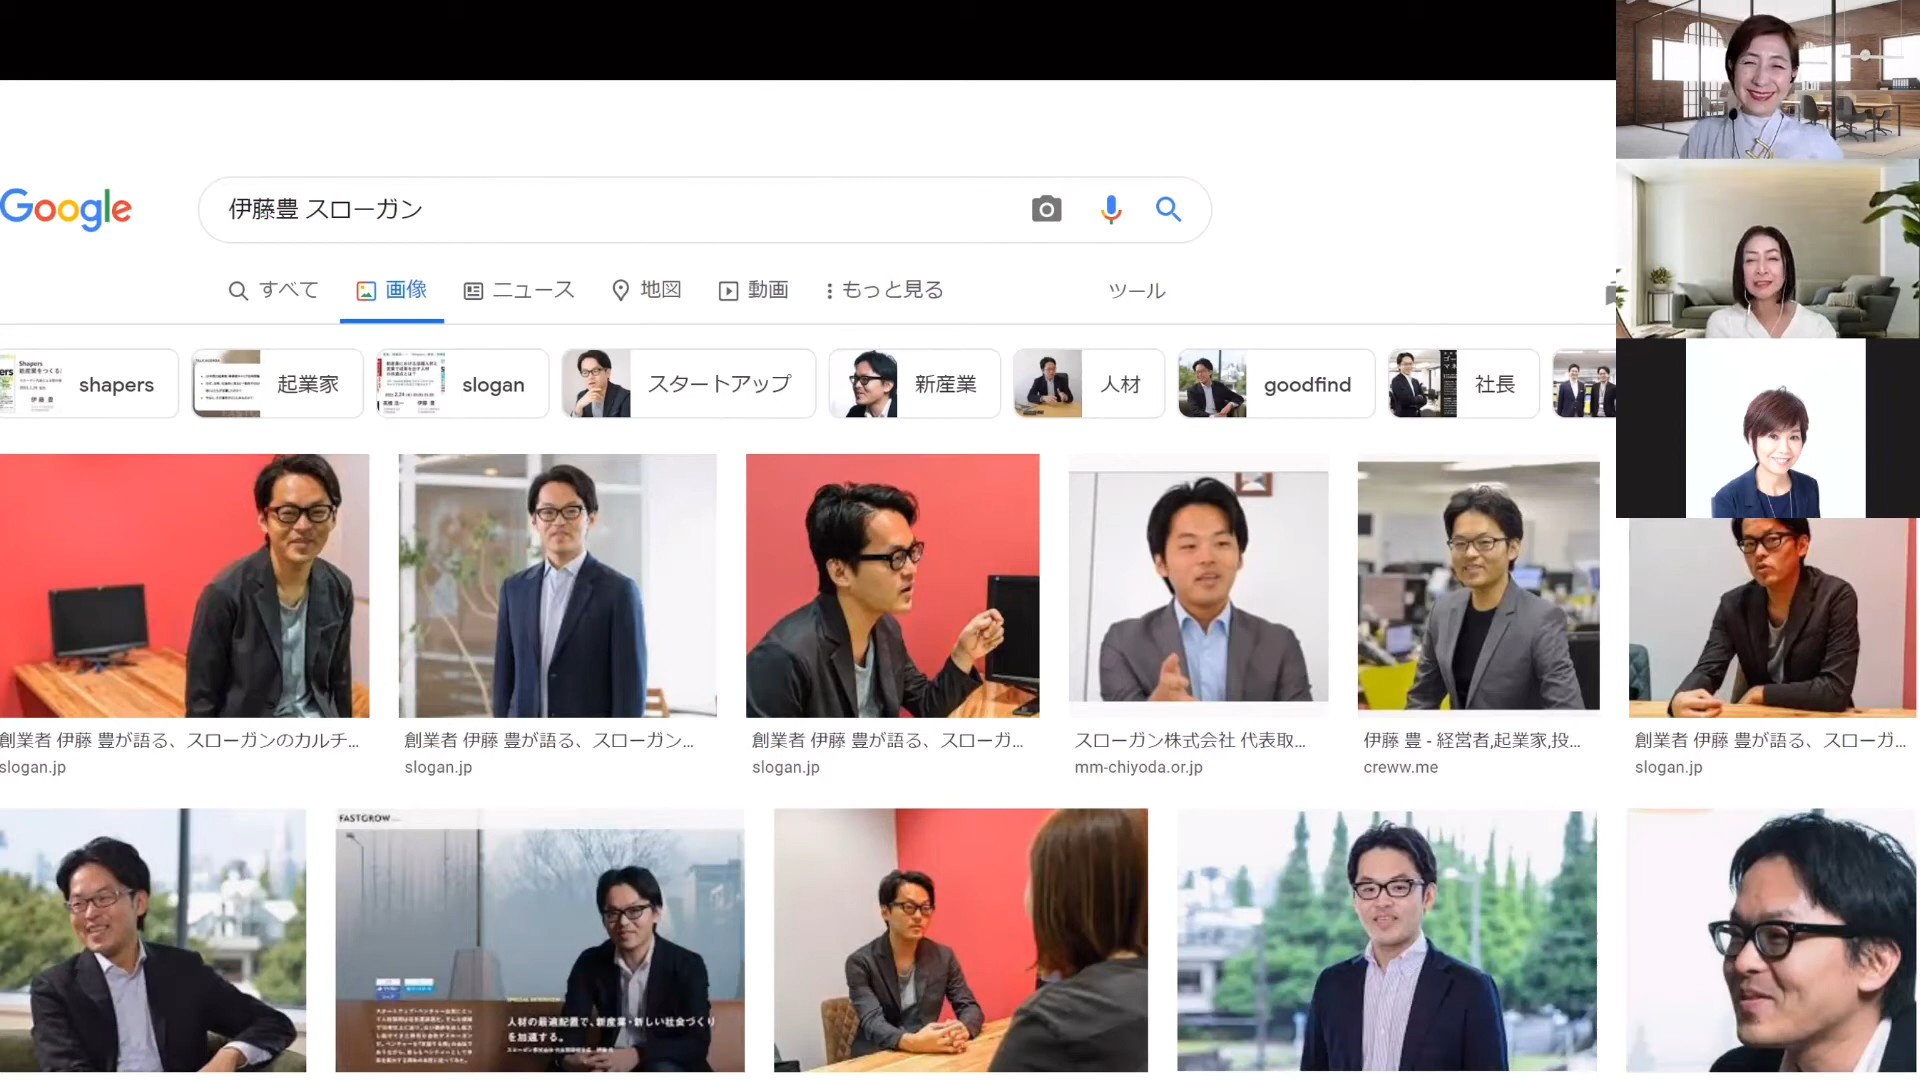 Google
伊藤豊 スローガン
すべて
画像
ニュース
地図
動画
もっと見る
ツール
shapers
起業家
slogan
スタートアップ
新産業
人材
goodfind
社長
創業者 伊藤 豊が語る、スローガンのカルチ...
slogan.jp
創業者 伊藤 豊が語る、スローガン...
slogan.jp
創業者 伊藤 豊が語る、スローガ...
slogan.jp
スローガン株式会社 代表取...
mm-chiyoda.or.jp
伊藤 豊 - 経営者,起業家,投...
creww.me
創業者 伊藤 豊が語る、スローガ...
slogan.jp
FASTGROW
SPECIAL INTERVIEW
人材の最適配置で、新産業・新しい社会づくり
を加速する。